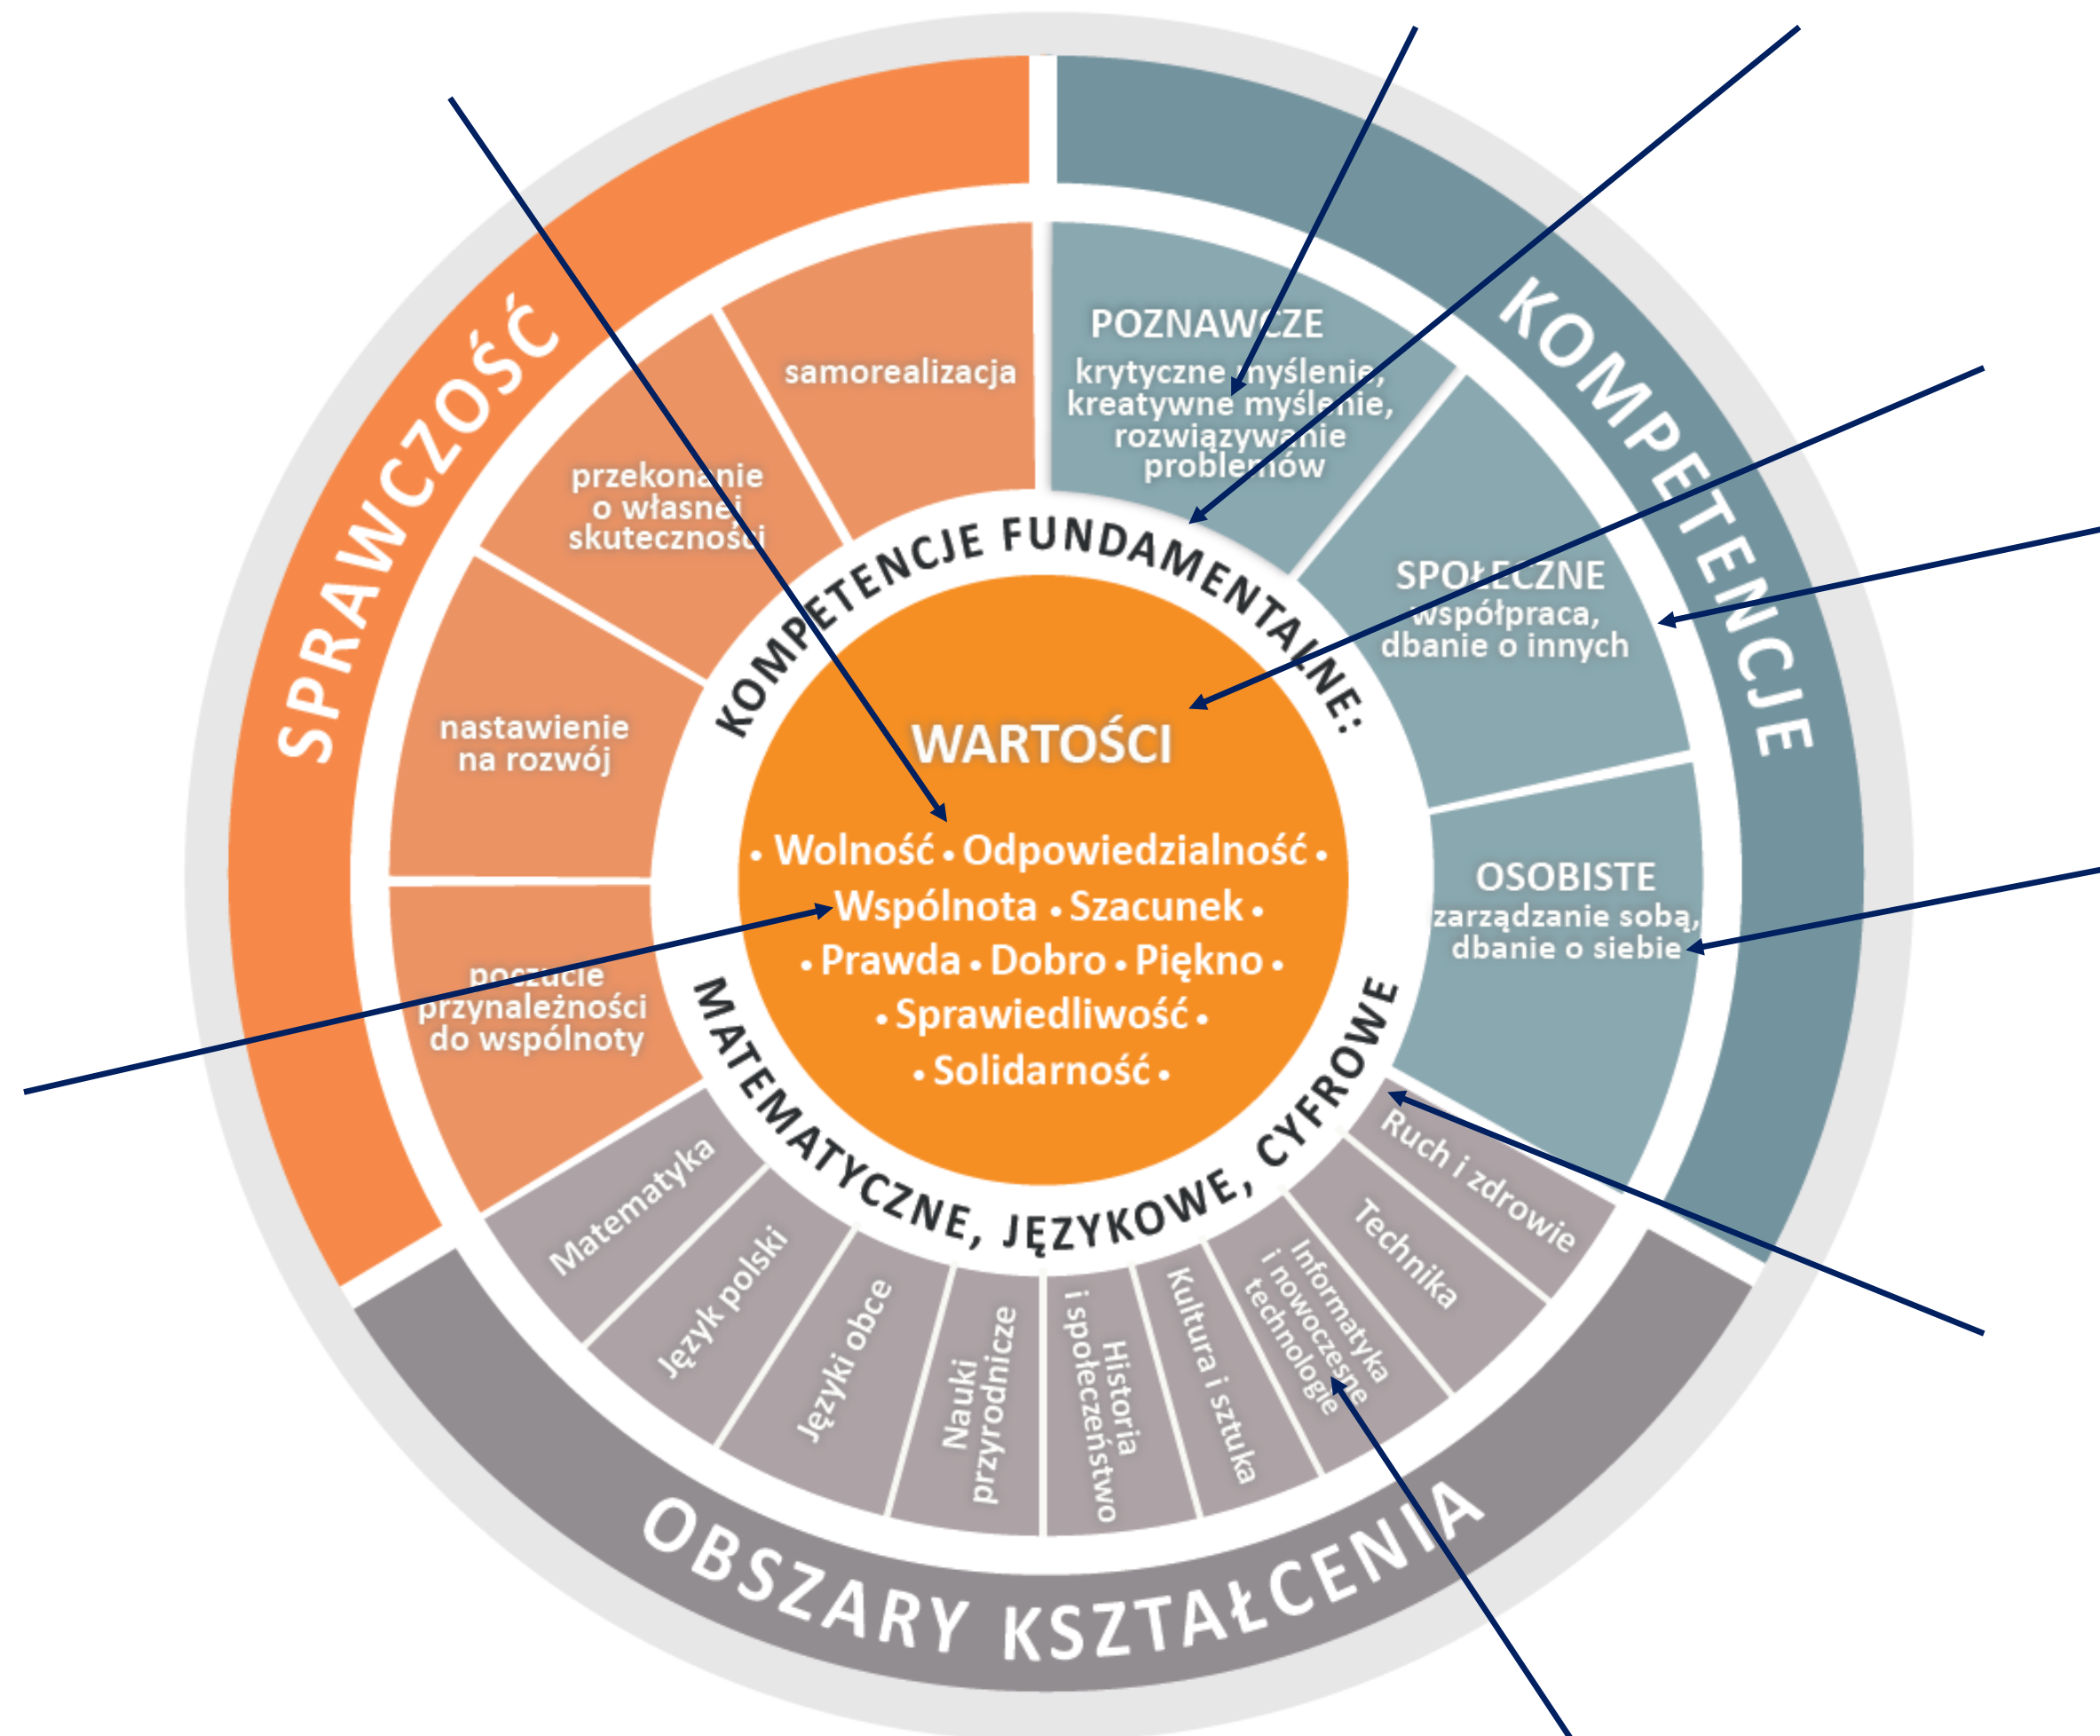 SPRAWCZOŚĆ
samorealizacja
przekonanie
o własnej
skuteczności
nastawienie
na rozwój
poczucie
przynależności
do wspólnoty
KOMPETENCJE
POZNAWCZE
krytyczne myślenie,
kreatywne myślenie,
rozwiązywanie
problemów
SPOŁECZNE
współpraca,
dbanie o innych
OSOBISTE
zarządzanie sobą,
dbanie o siebie
KOMPETENCJE FUNDAMENTALNE:
MATEMATYCZNE, JĘZYKOWE, CYFROWE
WARTOŚCI
• Wolność • Odpowiedzialność •
Wspólnota • Szacunek •
• Prawda • Dobro • Piękno •
• Sprawiedliwość •
• Solidarność •
Matematyka
Język polski
Języki obce
Nauki
przyrodnicze
Historia
i społeczeństwo
Kultura i sztuka
Informatyka
i nowoczesne
technologie
Technika
Ruch i zdrowie
OBSZARY KSZTAŁCENIA